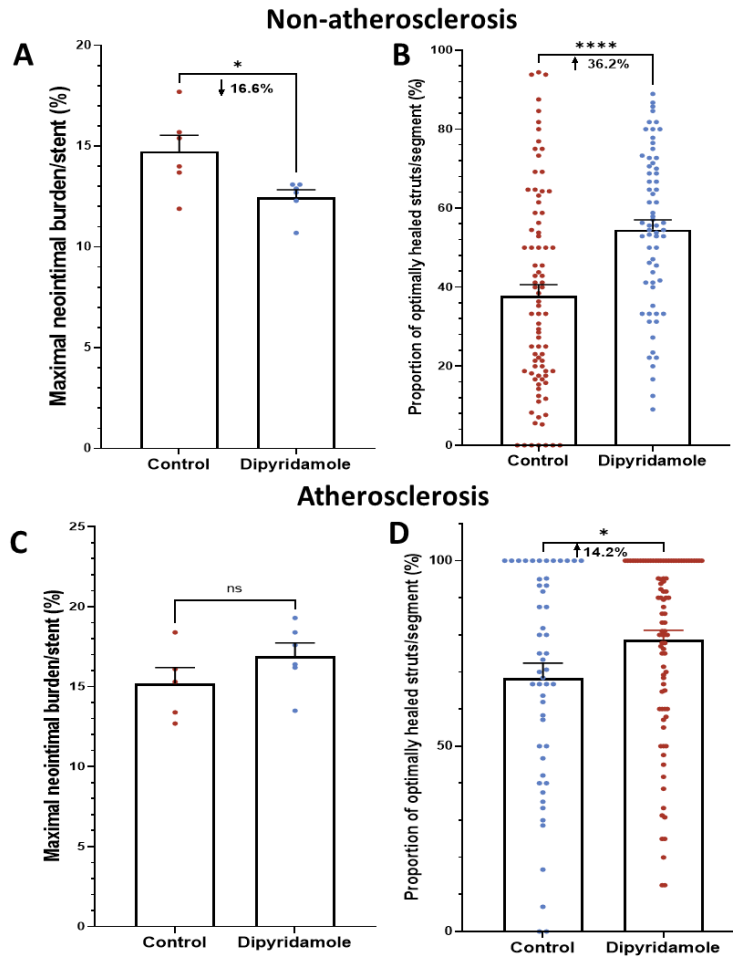 Non-atherosclerosis
A
Maximal neointimal burden/stent (%)
20
15
10
5
0
*
↓ 16.6%
Control
Dipyridamole
B
Proportion of optimally healed struts/segment (%)
100
80
60
40
20
0
****
↑ 36.2%
Control
Dipyridamole
Atherosclerosis
C
Maximal neointimal burden/stent (%)
25
20
15
10
5
0
ns
Control
Dipyridamole
D
Proportion of optimally healed struts/segment (%)
100
50
0
*
↑14.2%
Control
Dipyridamole